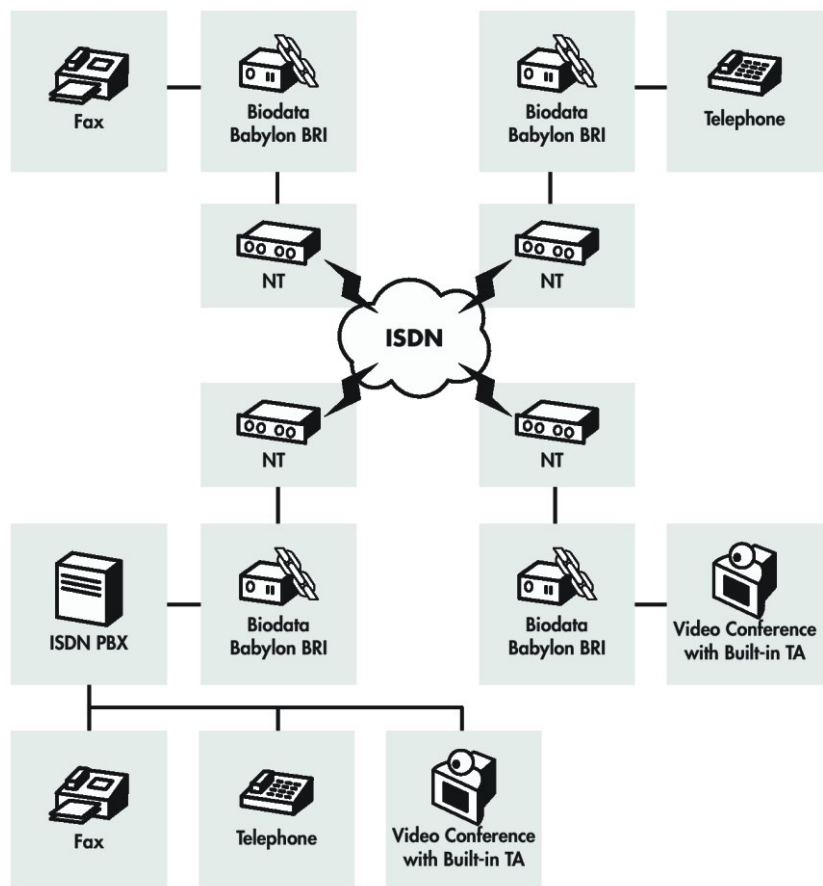 Fax
Biodata
Babylon BRI
Biodata
Babylon BRI
Telephone
NT
NT
ISDN
NT
NT
ISDN PBX
Biodata
Babylon BRI
Biodata
Babylon BRI
Video Conference
with Built-in TA
Fax
Telephone
Video Conference
with Built-in TA